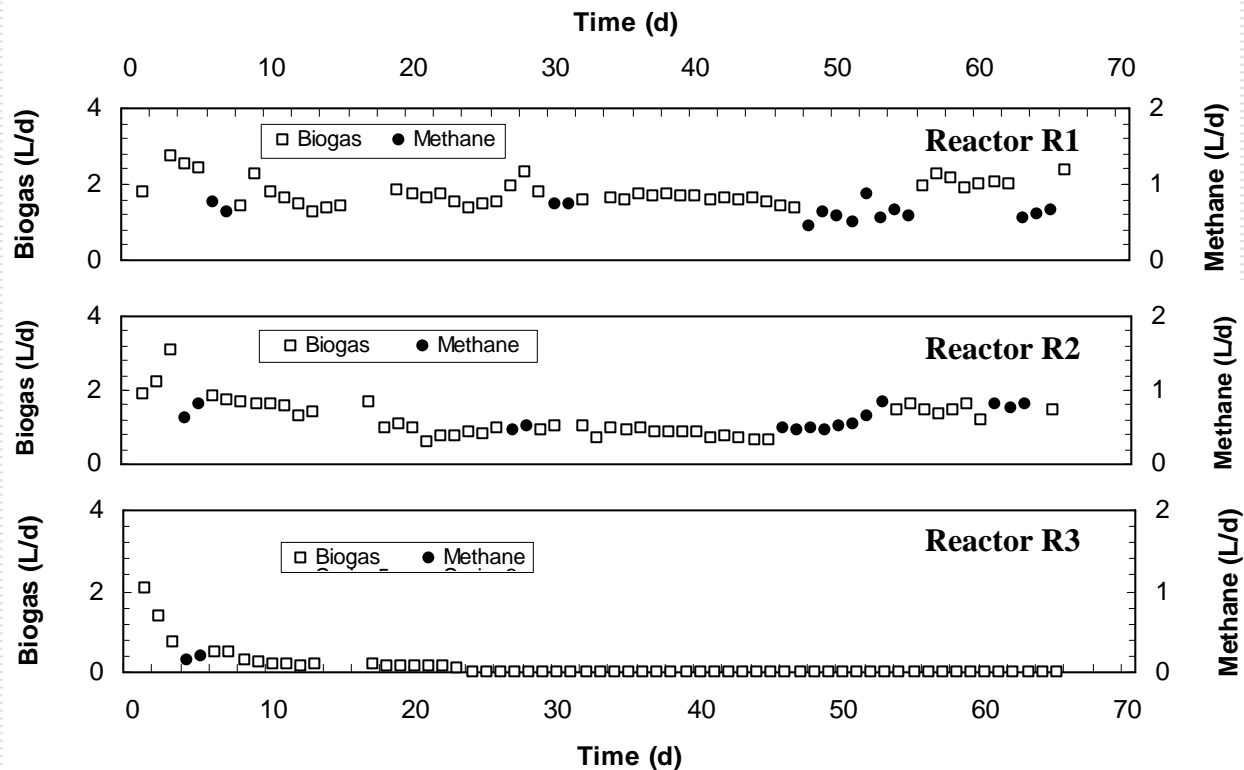 Time (d)
0 10 20 30 40 50 60 70
4 2
Biogas Methane
Reactor R1
Biogas (L/d)
2 1
Methane (L/d)
0 0
4 2
Biogas Methane
Reactor R2
Biogas (L/d)
2 1
Methane (L/d)
0 0
4 2
Reactor R3
Biogas Methane
Biogas (L/d)
2 1
Methane (L/d)
0 0
0 10 20 30 40 50 60 70
Time (d)